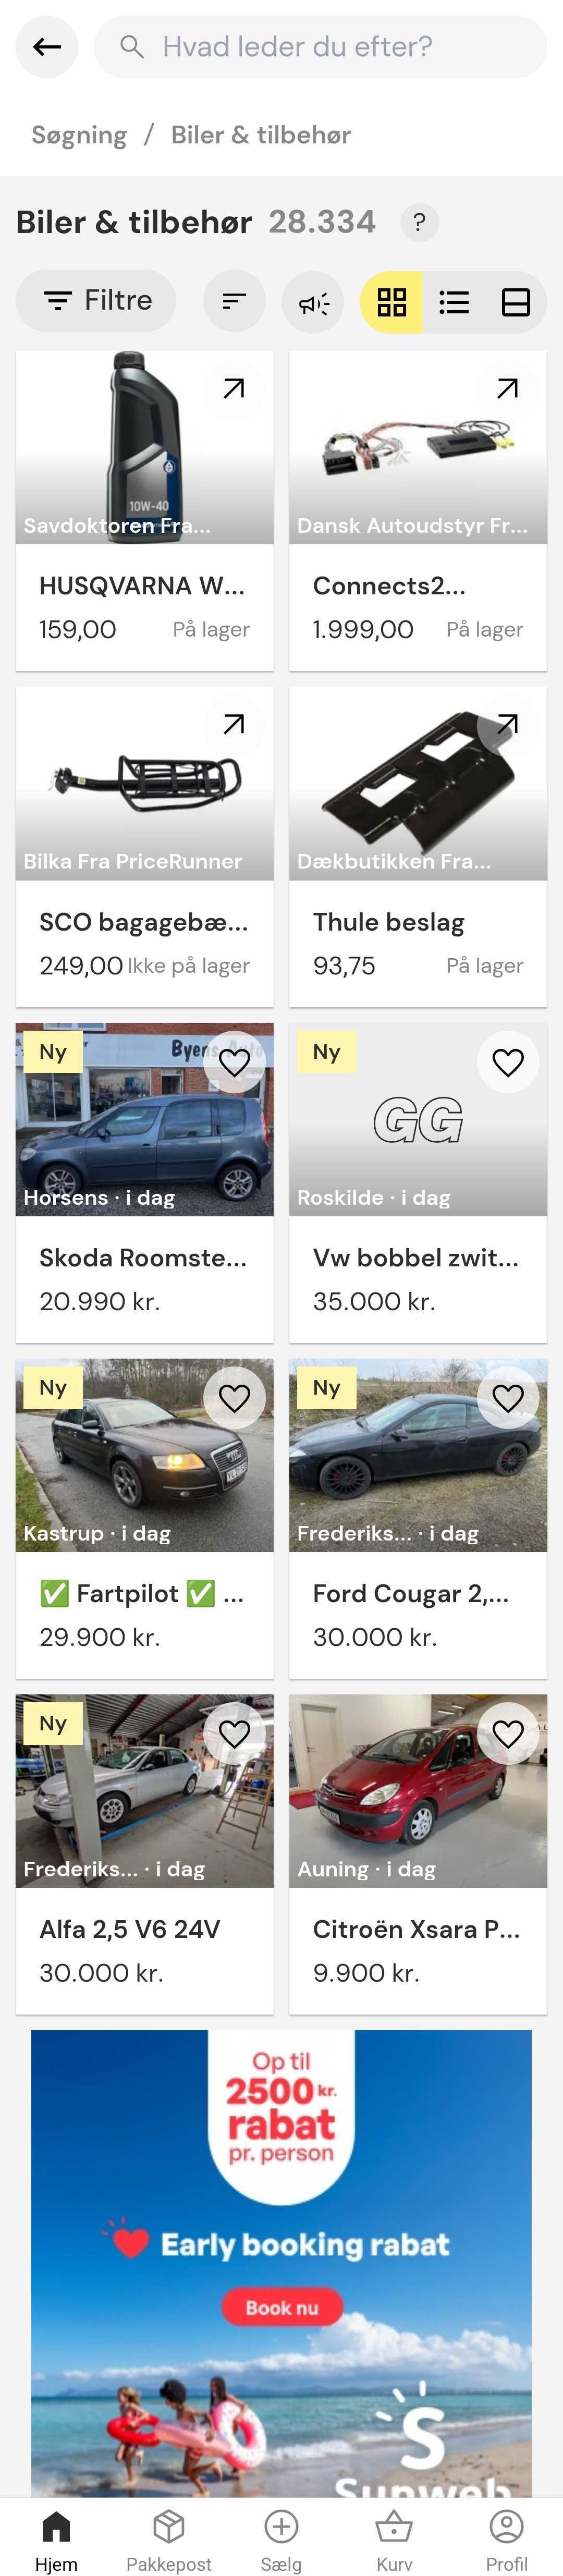 Hvad leder du efter?
Søgning / Biler & tilbehør
Biler & tilbehør 28.334 ?
Filtre
10W-40
Savdoktoren Fra...
Dansk Autoudstyr Fr...
HUSQVARNA W...
Connects2...
159,00 På lager
1.999,00 På lager
Bilka Fra PriceRunner
Dækbutikken Fra...
SCO bagagebæ...
Thule beslag
249,00 Ikke på lager
93,75 På lager
Ny
Byens Auto
Horsens · i dag
Ny
GG
Roskilde · i dag
Skoda Roomste...
Vw bobbel zwit...
20.990 kr.
35.000 kr.
Ny
Kastrup · i dag
Ny
Frederiks... · i dag
✅ Fartpilot ✅ ...
Ford Cougar 2,...
29.900 kr.
30.000 kr.
Ny
Frederiks... · i dag
Auning · i dag
Alfa 2,5 V6 24V
Citroën Xsara P...
30.000 kr.
9.900 kr.
Op til
2500 kr.
rabat
pr. person
Early booking rabat
Book nu
S
Sunweb
Hjem
Pakkepost
Sælg
Kurv
Profil